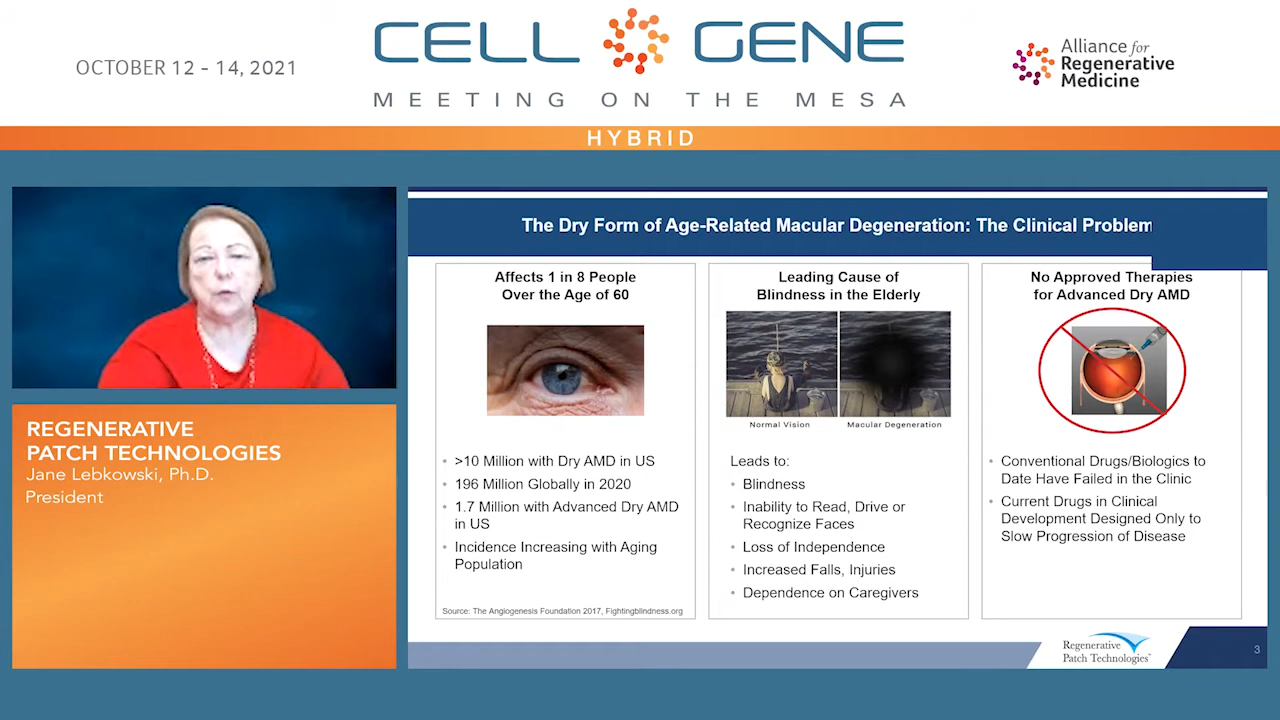 OCTOBER 12 - 14, 2021
CELL GENE
MEETING ON THE MESA
Alliance for
Regenerative
Medicine
HYBRID
REGENERATIVE
PATCH TECHNOLOGIES
Jane Lebkowski, Ph.D.
President
The Dry Form of Age-Related Macular Degeneration: The Clinical Problem
Affects 1 in 8 People
Over the Age of 60
• >10 Million with Dry AMD in US
• 196 Million Globally in 2020
• 1.7 Million with Advanced Dry AMD
in US
• Incidence Increasing with Aging
Population
Source: The Angiogenesis Foundation 2017, Fightingblindness.org
Leading Cause of
Blindness in the Elderly
Normal Vision
Macular Degeneration
Leads to:
• Blindness
• Inability to Read, Drive or
Recognize Faces
• Loss of Independence
• Increased Falls, Injuries
• Dependence on Caregivers
No Approved Therapies
for Advanced Dry AMD
• Conventional Drugs/Biologics to
Date Have Failed in the Clinic
• Current Drugs in Clinical
Development Designed Only to
Slow Progression of Disease
Regenerative
Patch Technologies™
3